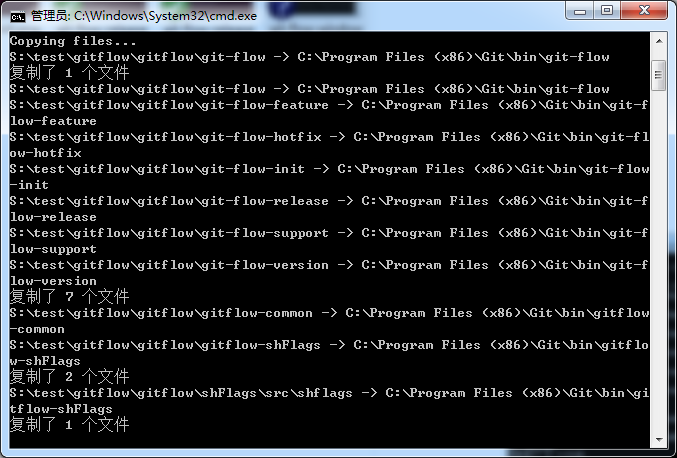 管理员: C:\Windows\System32\cmd.exe
Copying files...
S:\test\gitflow\gitflow\git-flow -> C:\Program Files (x86)\Git\bin\git-flow
复制了 1 个文件
S:\test\gitflow\gitflow\git-flow -> C:\Program Files (x86)\Git\bin\git-flow
S:\test\gitflow\gitflow\git-flow-feature -> C:\Program Files (x86)\Git\bin\git-f
low-feature
S:\test\gitflow\gitflow\git-flow-hotfix -> C:\Program Files (x86)\Git\bin\git-fl
ow-hotfix
S:\test\gitflow\gitflow\git-flow-init -> C:\Program Files (x86)\Git\bin\git-flow
-init
S:\test\gitflow\gitflow\git-flow-release -> C:\Program Files (x86)\Git\bin\git-f
low-release
S:\test\gitflow\gitflow\git-flow-support -> C:\Program Files (x86)\Git\bin\git-f
low-support
S:\test\gitflow\gitflow\git-flow-version -> C:\Program Files (x86)\Git\bin\git-f
low-version
复制了 7 个文件
S:\test\gitflow\gitflow\gitflow-common -> C:\Program Files (x86)\Git\bin\gitflow
-common
S:\test\gitflow\gitflow\gitflow-shFlags -> C:\Program Files (x86)\Git\bin\gitflo
w-shFlags
复制了 2 个文件
S:\test\gitflow\gitflow\shFlags\src\shflags -> C:\Program Files (x86)\Git\bin\gi
tflow-shFlags
复制了 1 个文件